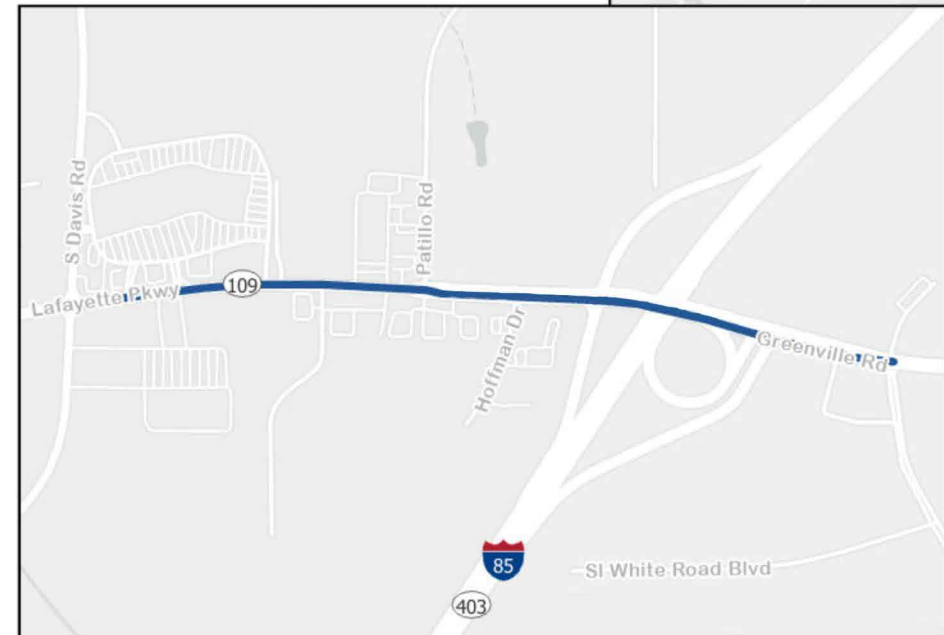 S Davis Rd
Patillo Rd
Lafayette Pkwy
109
Hoffman Dr
Greenville Rd
85
SI White Road Blvd
403